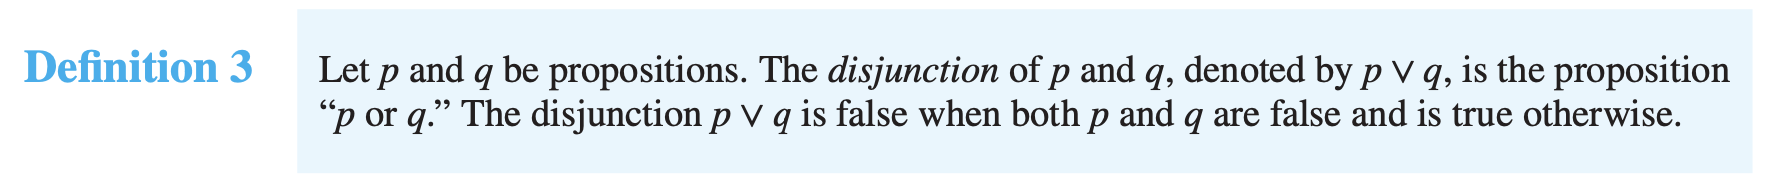 Definition 3
Let p and q be propositions. The disjunction of p and q, denoted by p ∨ q, is the proposition
“p or q.” The disjunction p ∨ q is false when both p and q are false and is true otherwise.